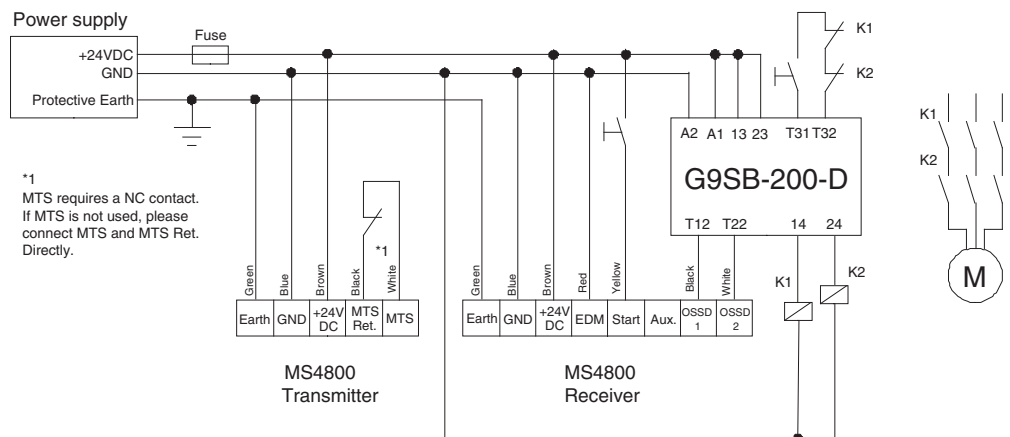 Power supply
+24VDC
GND
Protective Earth
Fuse
K1
K2
A2 A1 13 23 T31 T32
G9SB-200-D
T12 T22 14 24
K1
K2
K1
K2
M
*1
MTS requires a NC contact.
If MTS is not used, please
connect MTS and MTS Ret.
Directly.
*1
Green
Blue
Brown
Black
White
Earth
GND
+24V
DC
MTS
Ret.
MTS
MS4800
Transmitter
Green
Blue
Brown
Red
Yellow
Black
White
Earth
GND
+24V
DC
EDM
Start
Aux.
OSSD
1
OSSD
2
MS4800
Receiver